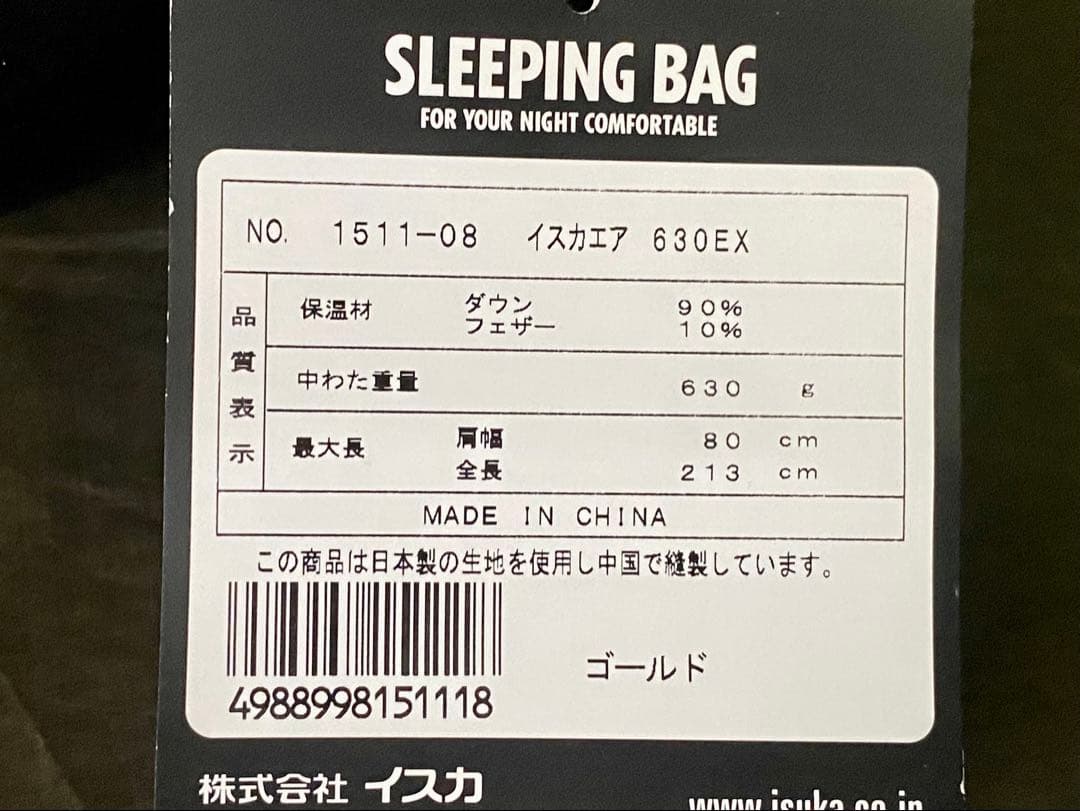 SLEEPING BAG
FOR YOUR NIGHT COMFORTABLE
NO. 1511-08 イスカエア 630EX
品質表示
保温材 ダウン 90%
フェザー 10%
中わた重量 630 g
最大長 肩幅 80 cm
全長 213 cm
MADE IN CHINA
この商品は日本製の生地を使用し中国で縫製しています。
4988998151118
ゴールド
株式会社 イスカ
www.isuka.co.jp